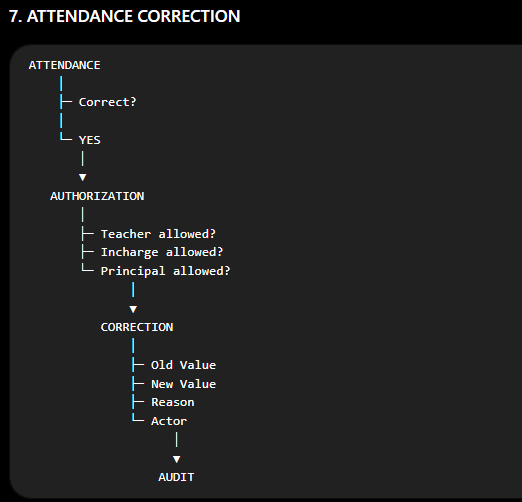 7. ATTENDANCE CORRECTION
ATTENDANCE
Correct?
YES
AUTHORIZATION
Teacher allowed?
Incharge allowed?
Principal allowed?
CORRECTION
Old Value
New Value
Reason
Actor
AUDIT